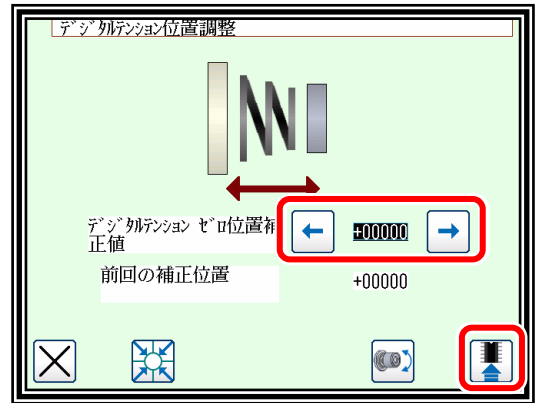 デジタルテンション位置調整
デジタルテンション ゼロ位置補
正値
+00000
前回の補正位置
+00000